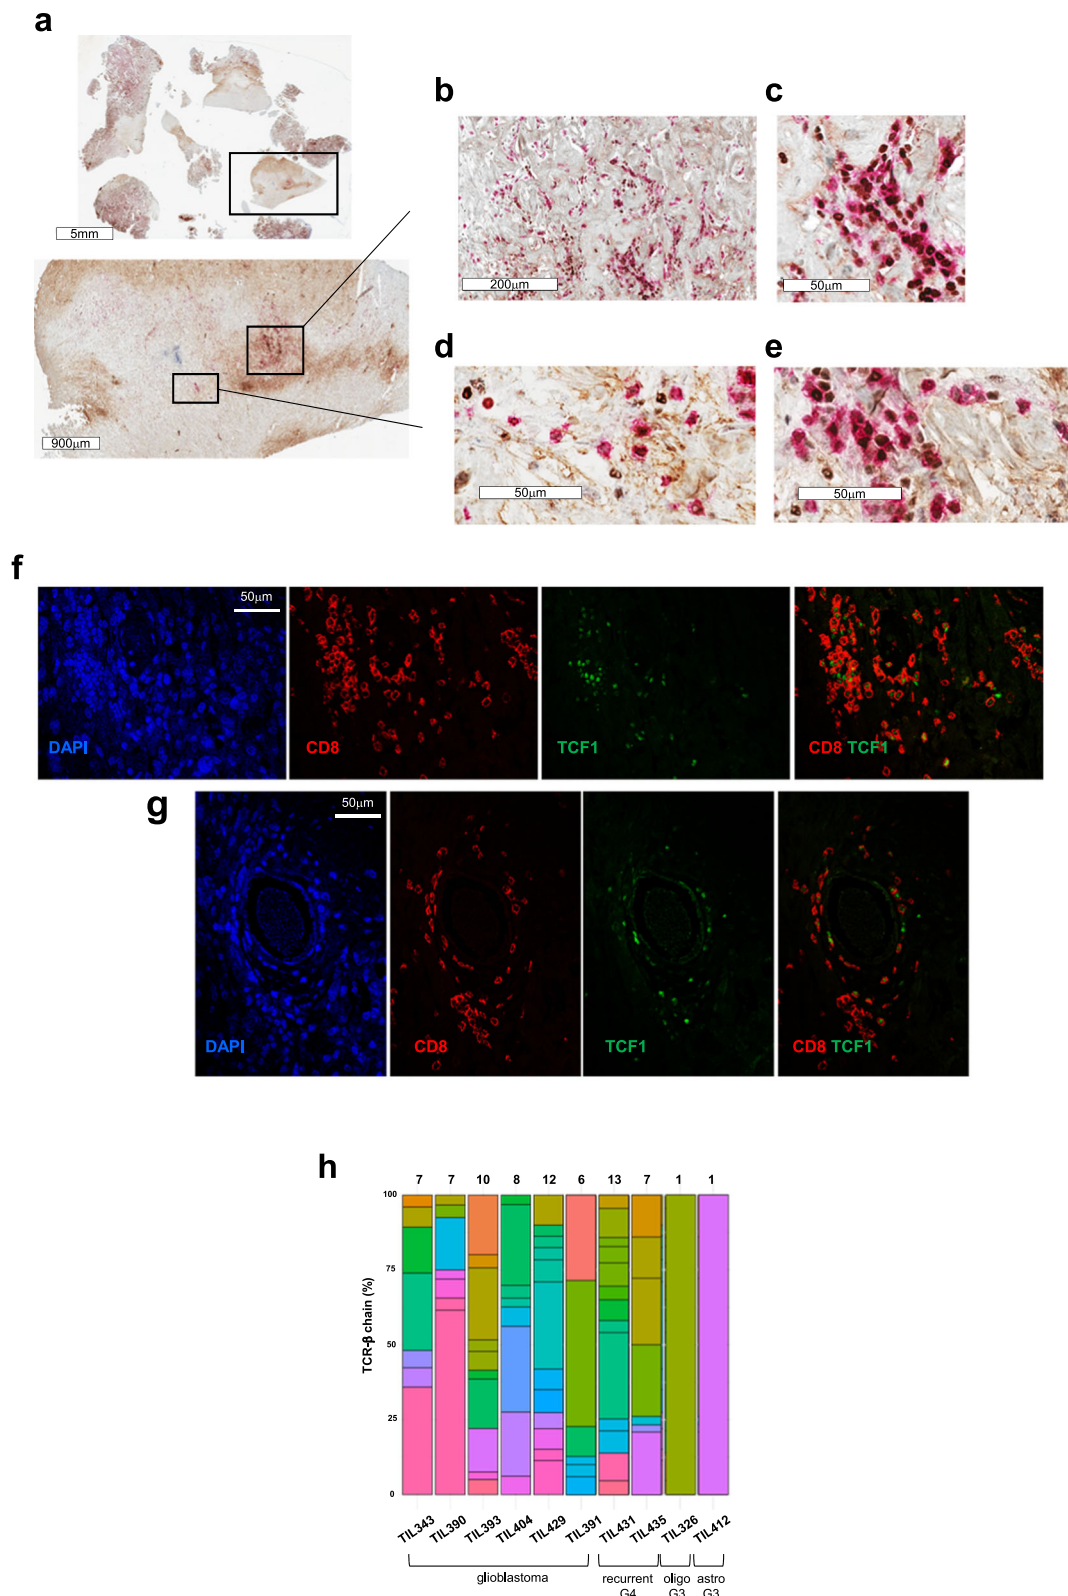 a
5mm
900µm
b
200µm
c
50µm
d
50µm
e
50µm
f
50µm
DAPI
CD8
TCF1
CD8 TCF1
g
50µm
DAPI
CD8
TCF1
CD8 TCF1
h
7 7 10 8 12 6 13 7 1 1
100
75
50
25
0
TCR-β chain (%)
TIL343 TIL390 TIL393 TIL404 TIL429 TIL391 TIL431 TIL435 TIL326 TIL412
glioblastoma recurrent oligo astro
G4 G3 G3